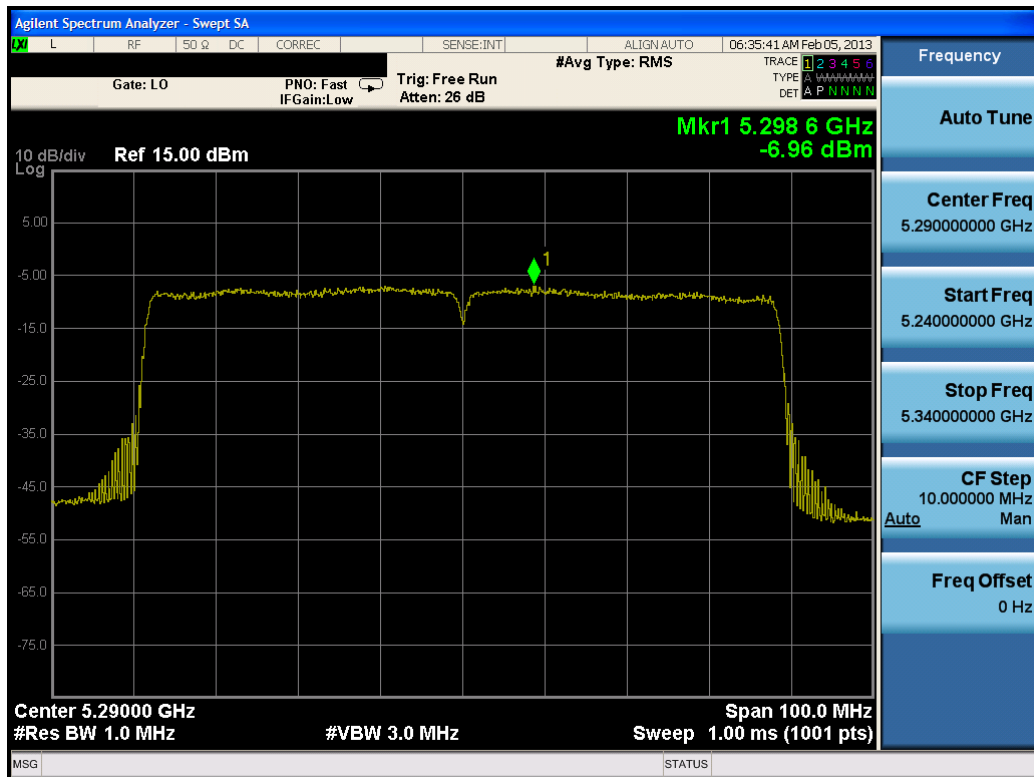 Agilent Spectrum Analyzer - Swept SA
LXI L RF 50 Ω DC CORREC SENSE:INT ALIGN AUTO 06:35:41 AM Feb 05, 2013
Gate: LO PNO: Fast Trig: Free Run #Avg Type: RMS TRACE 1 2 3 4 5 6
IFGain:Low Atten: 26 dB TYPE A
DET A P N N N N
Mkr1 5.298 6 GHz
-6.96 dBm
10 dB/div Ref 15.00 dBm
Log
5.00
1
-5.00
-15.0
-25.0
-35.0
-45.0
-55.0
-65.0
-75.0
Center 5.29000 GHz Span 100.0 MHz
#Res BW 1.0 MHz #VBW 3.0 MHz Sweep 1.00 ms (1001 pts)
MSG STATUS
Frequency
Auto Tune
Center Freq
5.290000000 GHz
Start Freq
5.240000000 GHz
Stop Freq
5.340000000 GHz
CF Step
10.000000 MHz
Auto Man
Freq Offset
0 Hz